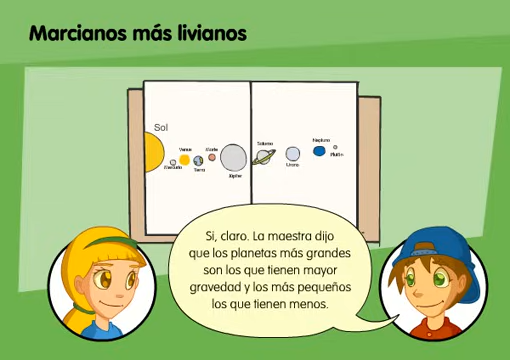 Marcianos más livianos
Sol
Mercurio
Venus
Tierra
Marte
Júpiter
Saturno
Urano
Neptuno
Plutón
Si, claro. La maestra dijo
que los planetas más grandes
son los que tienen mayor
gravedad y los más pequeños
los que tienen menos.